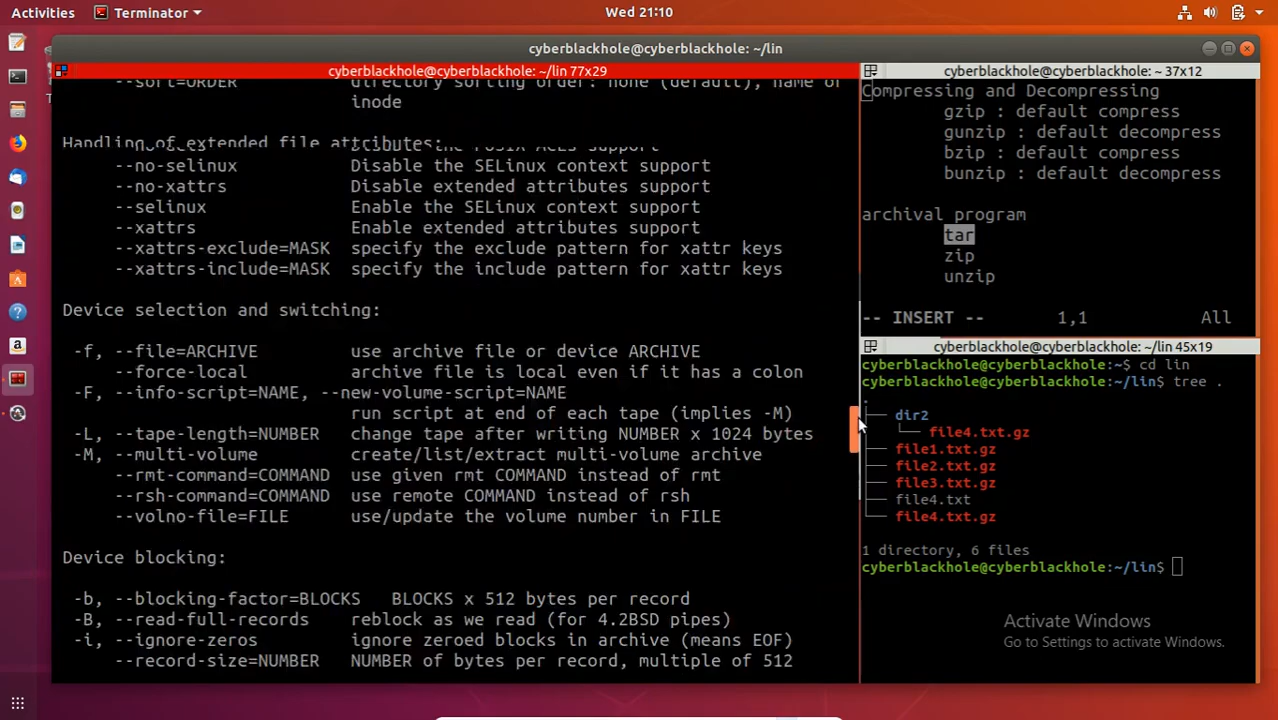 Activities
Terminator
Wed 21:10
cyberblackhole@cyberblackhole: ~/lin
cyberblackhole@cyberblackhole: ~/lin 77x29
--sort=ORDER directory sorting order: none (default), name or
inode
Handling of extended file attributes:
--no-selinux Disable the SELinux context support
--no-xattrs Disable extended attributes support
--selinux Enable the SELinux context support
--xattrs Enable extended attributes support
--xattrs-exclude=MASK specify the exclude pattern for xattr keys
--xattrs-include=MASK specify the include pattern for xattr keys
Device selection and switching:
-f, --file=ARCHIVE use archive file or device ARCHIVE
--force-local archive file is local even if it has a colon
-F, --info-script=NAME, --new-volume-script=NAME
run script at end of each tape (implies -M)
-L, --tape-length=NUMBER change tape after writing NUMBER x 1024 bytes
-M, --multi-volume create/list/extract multi-volume archive
--rmt-command=COMMAND use given rmt COMMAND instead of rmt
--rsh-command=COMMAND use remote COMMAND instead of rsh
--volno-file=FILE use/update the volume number in FILE
Device blocking:
-b, --blocking-factor=BLOCKS BLOCKS x 512 bytes per record
-B, --read-full-records reblock as we read (for 4.2BSD pipes)
-i, --ignore-zeros ignore zeroed blocks in archive (means EOF)
--record-size=NUMBER NUMBER of bytes per record, multiple of 512
cyberblackhole@cyberblackhole: ~ 37x12
Compressing and Decompressing
gzip : default compress
gunzip : default decompress
bzip : default compress
bunzip : default decompress
archival program
tar
zip
unzip
-- INSERT -- 1,1 All
cyberblackhole@cyberblackhole: ~/lin 45x19
cyberblackhole@cyberblackhole:~$ cd lin
cyberblackhole@cyberblackhole:~/lin$ tree .
.
├── dir2
└── file4.txt.gz
├── file1.txt.gz
├── file2.txt.gz
├── file3.txt.gz
├── file4.txt
└── file4.txt.gz
1 directory, 6 files
cyberblackhole@cyberblackhole:~/lin$
Activate Windows
Go to Settings to activate Windows.